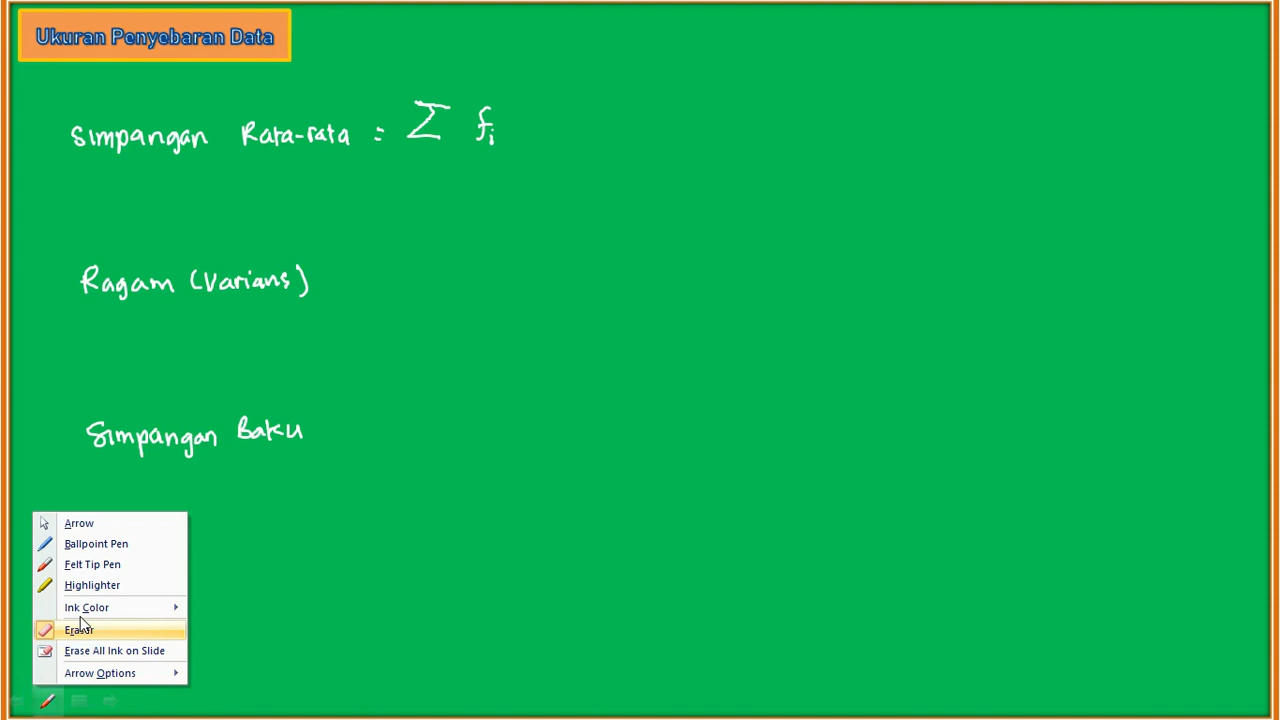 Ukuran Penyebaran Data
Simpangan Rata-rata = ∑ fi
Ragam (Varians)
Simpangan Baku
Arrow
Ballpoint Pen
Felt Tip Pen
Highlighter
Ink Color
Eraser
Erase All Ink on Slide
Arrow Options